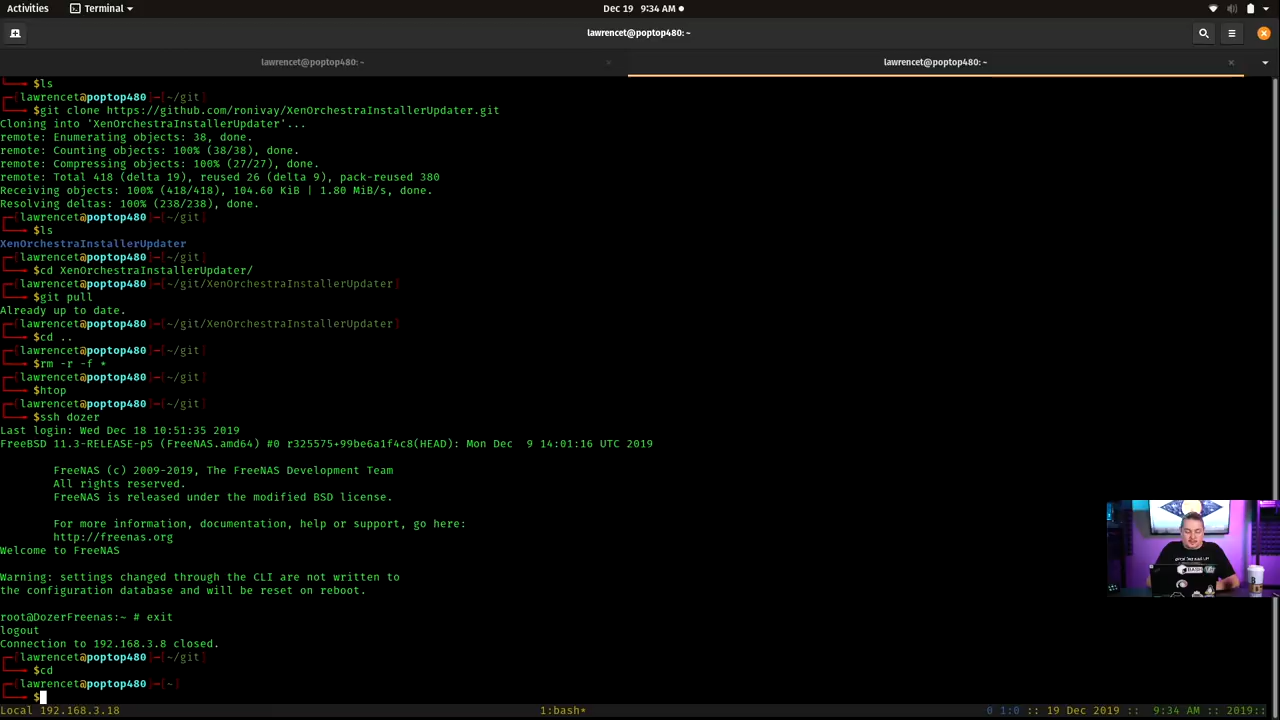 Activities
Terminal
Dec 19 9:34 AM
lawrencet@poptop480: ~
lawrencet@poptop480: ~
lawrencet@poptop480: ~
$ls
[lawrencet@poptop480]-[~/git]
$git clone https://github.com/ronivay/XenOrchestraInstallerUpdater.git
Cloning into 'XenOrchestraInstallerUpdater'...
remote: Enumerating objects: 38, done.
remote: Counting objects: 100% (38/38), done.
remote: Compressing objects: 100% (27/27), done.
remote: Total 418 (delta 19), reused 26 (delta 9), pack-reused 380
Receiving objects: 100% (418/418), 104.60 KiB | 1.80 MiB/s, done.
Resolving deltas: 100% (238/238), done.
[lawrencet@poptop480]-[~/git]
$ls
XenOrchestraInstallerUpdater
[lawrencet@poptop480]-[~/git]
$cd XenOrchestraInstallerUpdater/
[lawrencet@poptop480]-[~/git/XenOrchestraInstallerUpdater]
$git pull
Already up to date.
[lawrencet@poptop480]-[~/git/XenOrchestraInstallerUpdater]
$cd ..
[lawrencet@poptop480]-[~/git]
$rm -r -f *
[lawrencet@poptop480]-[~/git]
$htop
[lawrencet@poptop480]-[~/git]
$ssh dozer
Last login: Wed Dec 18 10:51:35 2019
FreeBSD 11.3-RELEASE-p5 (FreeNAS.amd64) #0 r325575+99be6a1f4c8(HEAD): Mon Dec  9 14:01:16 UTC 2019
FreeNAS (c) 2009-2019, The FreeNAS Development Team
All rights reserved.
FreeNAS is released under the modified BSD license.
For more information, documentation, help or support, go here:
http://freenas.org
Welcome to FreeNAS
Warning: settings changed through the CLI are not written to
the configuration database and will be reset on reboot.
root@DozerFreenas:~ # exit
logout
Connection to 192.168.3.8 closed.
[lawrencet@poptop480]-[~/git]
$cd
[lawrencet@poptop480]-[~]
$
Local 192.168.3.18 1:bash* 0 1:0 :: 19 Dec 2019 :: 9:34 AM :: 2019::